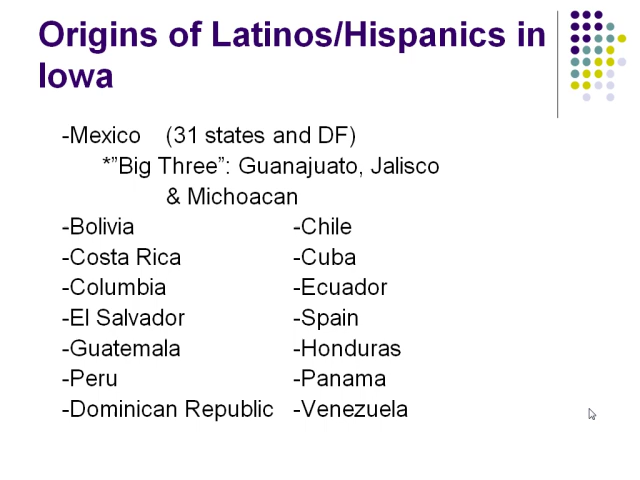 Origins of Latinos/Hispanics in
Iowa
-Mexico (31 states and DF)
*”Big Three”: Guanajuato, Jalisco
& Michoacan
-Bolivia -Chile
-Costa Rica -Cuba
-Columbia -Ecuador
-El Salvador -Spain
-Guatemala -Honduras
-Peru -Panama
-Dominican Republic -Venezuela